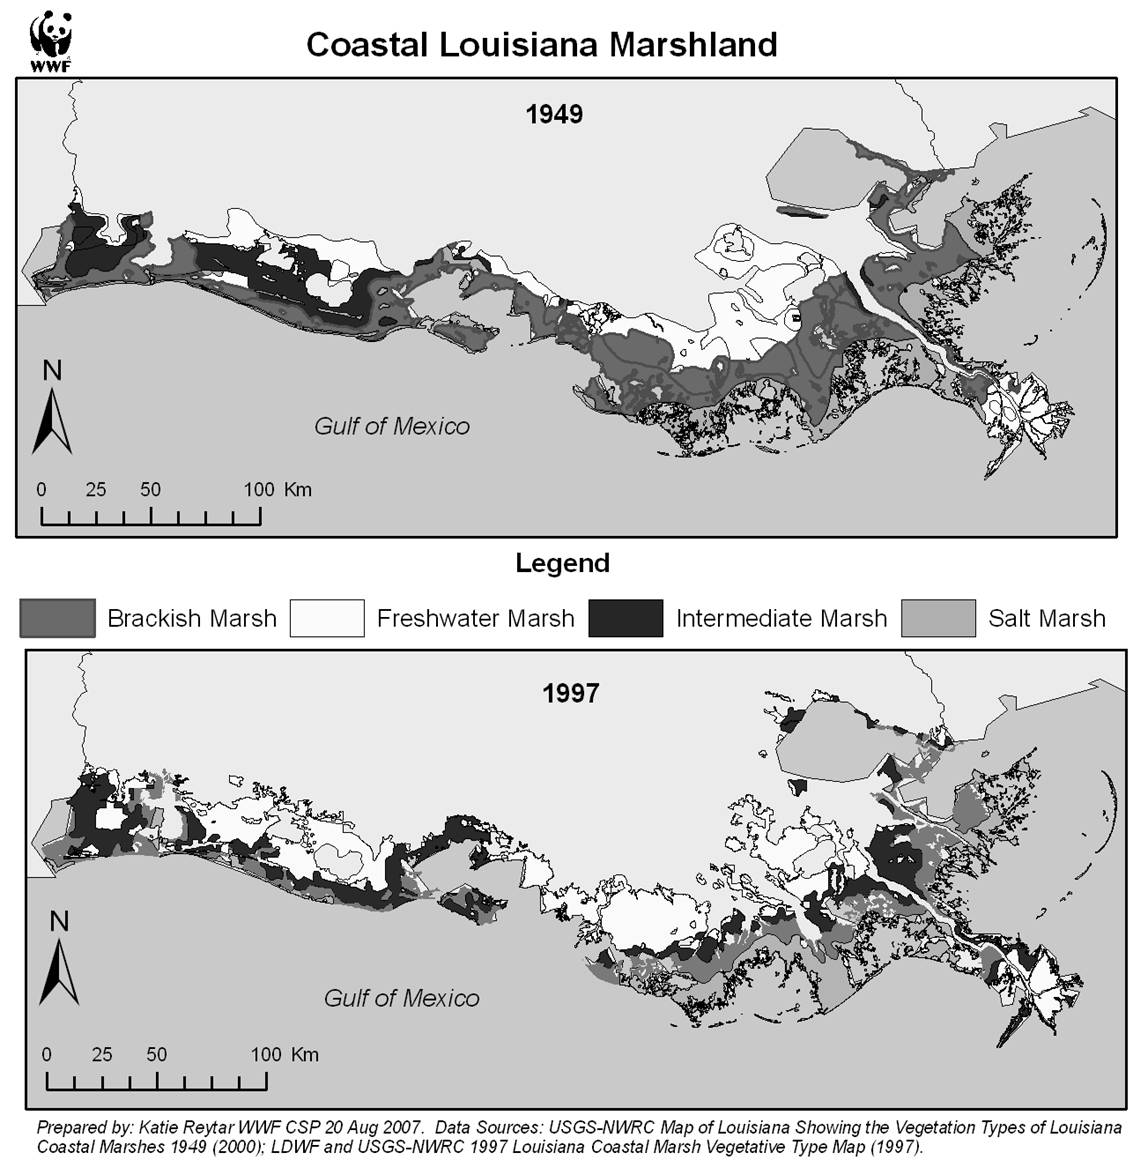 WWF
Coastal Louisiana Marshland
1949
N
Gulf of Mexico
0 25 50 100 Km
Legend
Brackish Marsh Freshwater Marsh Intermediate Marsh Salt Marsh
1997
N
Gulf of Mexico
0 25 50 100 Km
Prepared by: Katie Reytar WWF CSP 20 Aug 2007. Data Sources: USGS-NWRC Map of Louisiana Showing the Vegetation Types of Louisiana
Coastal Marshes 1949 (2000); LDWF and USGS-NWRC 1997 Louisiana Coastal Marsh Vegetative Type Map (1997).